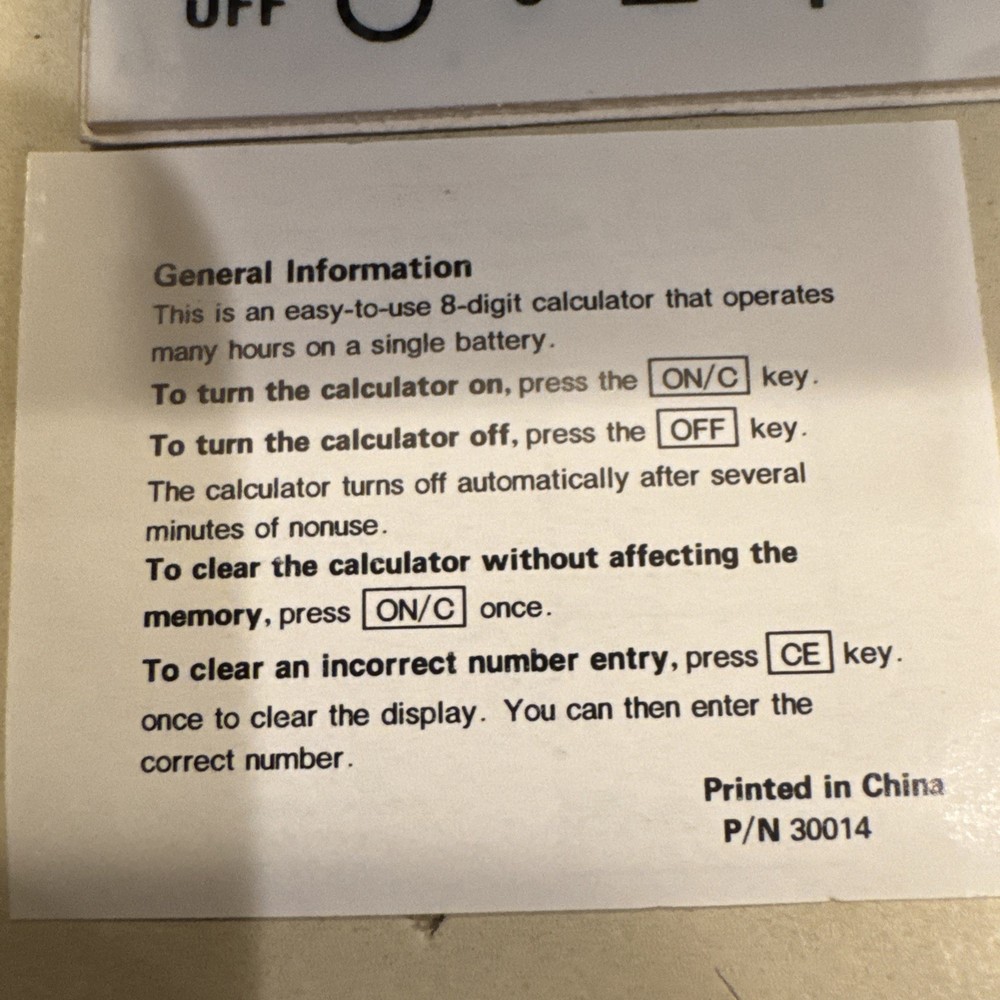 OFF
General Information
This is an easy-to-use 8-digit calculator that operates
many hours on a single battery.
To turn the calculator on, press the ON/C key.
To turn the calculator off, press the OFF key.
The calculator turns off automatically after several
minutes of nonuse.
To clear the calculator without affecting the
memory, press ON/C once.
To clear an incorrect number entry, press CE key.
once to clear the display. You can then enter the
correct number.
Printed in China
P/N 30014